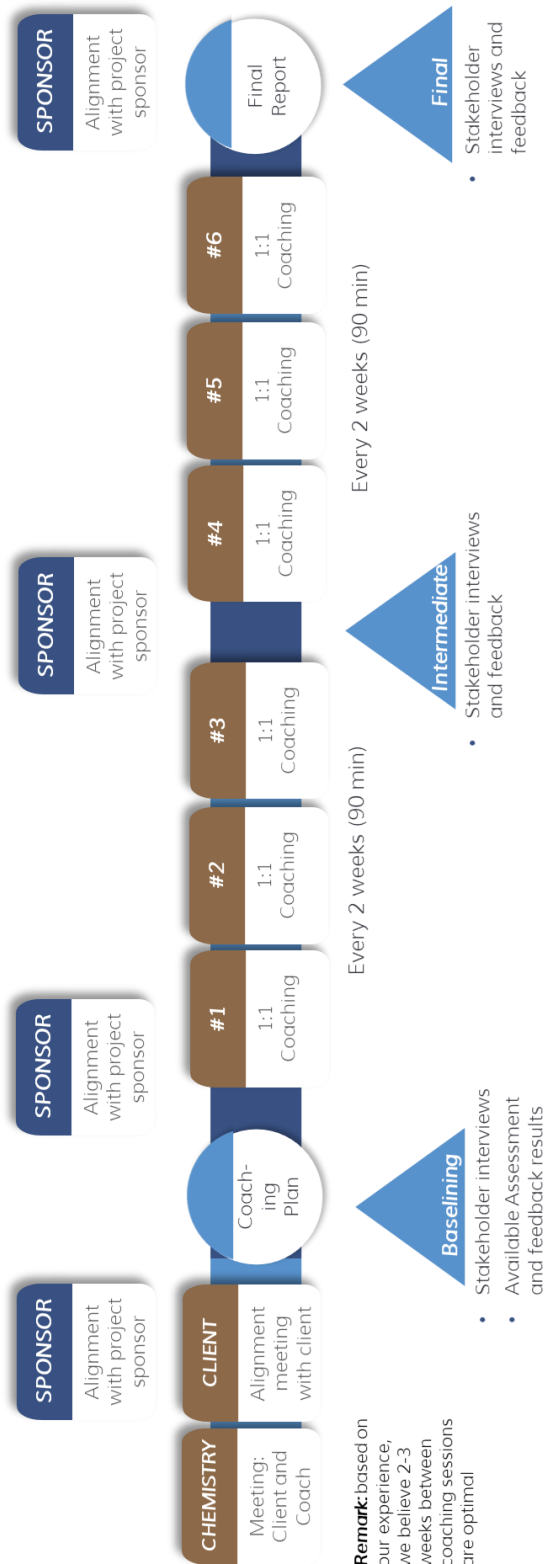 SPONSOR
Alignment
with project
sponsor
SPONSOR
Alignment
with project
sponsor
SPONSOR
Alignment
with project
sponsor
SPONSOR
Alignment
with project
sponsor
CHEMISTRY
Meeting:
Client and
Coach
CLIENT
Alignment
meeting
with client
Coach-
ing
Plan
#1
1:1
Coaching
#2
1:1
Coaching
#3
1:1
Coaching
#4
1:1
Coaching
#5
1:1
Coaching
#6
1:1
Coaching
Final
Report
Every 2 weeks (90 min)
Every 2 weeks (90 min)
Remark: based on
our experience,
we believe 2-3
weeks between
coaching sessions
are optimal
Baselining
• Stakeholder interviews
• Available Assessment
and feedback results
Intermediate
• Stakeholder interviews
and feedback
Final
• Stakeholder
interviews and
feedback